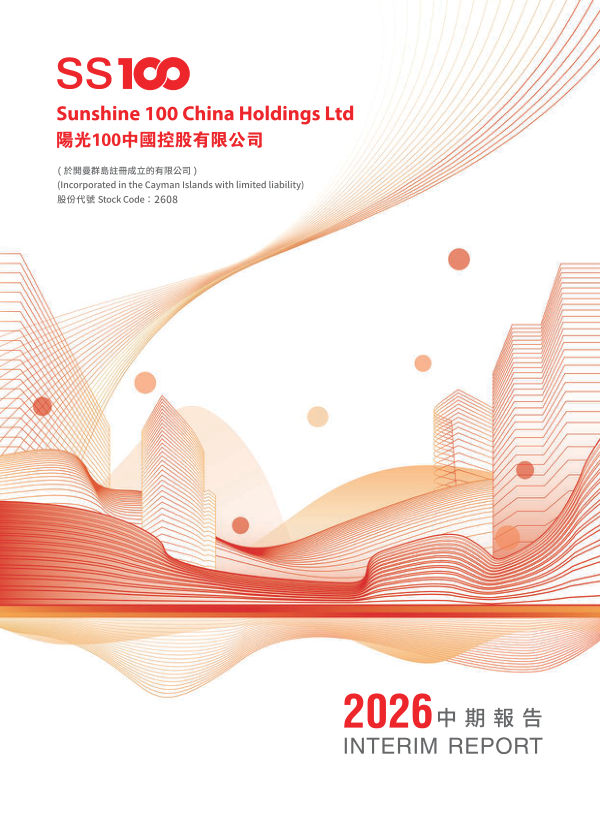 SS100
Sunshine 100 China Holdings Ltd
陽光100中國控股有限公司
(於開曼群島註冊成立的有限公司)
(Incorporated in the Cayman Islands with limited liability)
股份代號 Stock Code：2608
2026中期報告
INTERIM REPORT